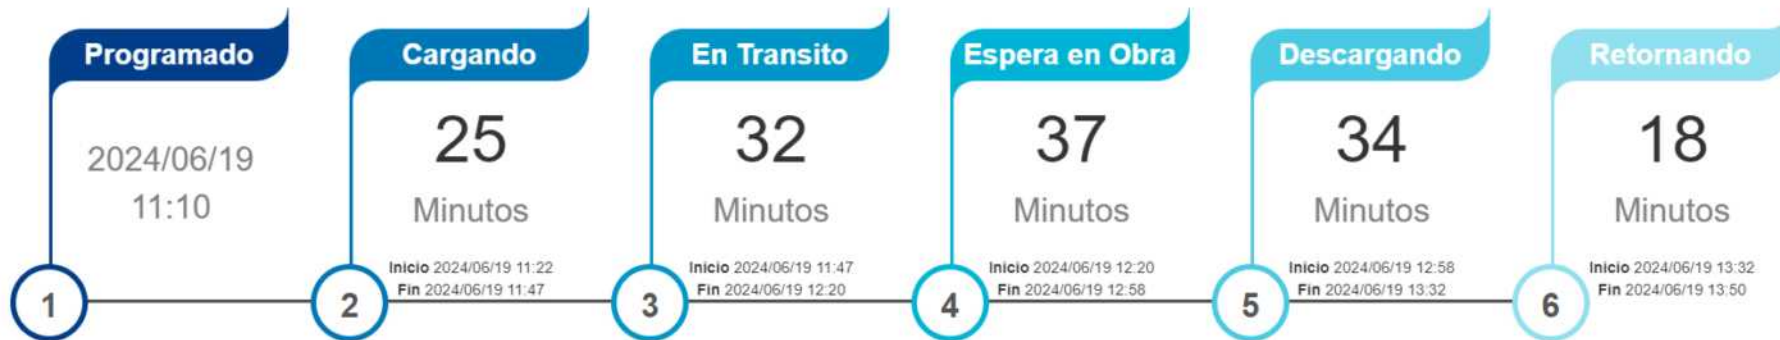 Programado
2024/06/19
11:10
1
Cargando
25
Minutos
Inicio 2024/06/19 11:22
Fin 2024/06/19 11:47
2
En Transito
32
Minutos
Inicio 2024/06/19 11:47
Fin 2024/06/19 12:20
3
Espera en Obra
37
Minutos
Inicio 2024/06/19 12:20
Fin 2024/06/19 12:58
4
Descargando
34
Minutos
Inicio 2024/06/19 12:58
Fin 2024/06/19 13:32
5
Retornando
18
Minutos
Inicio 2024/06/19 13:32
Fin 2024/06/19 13:50
6